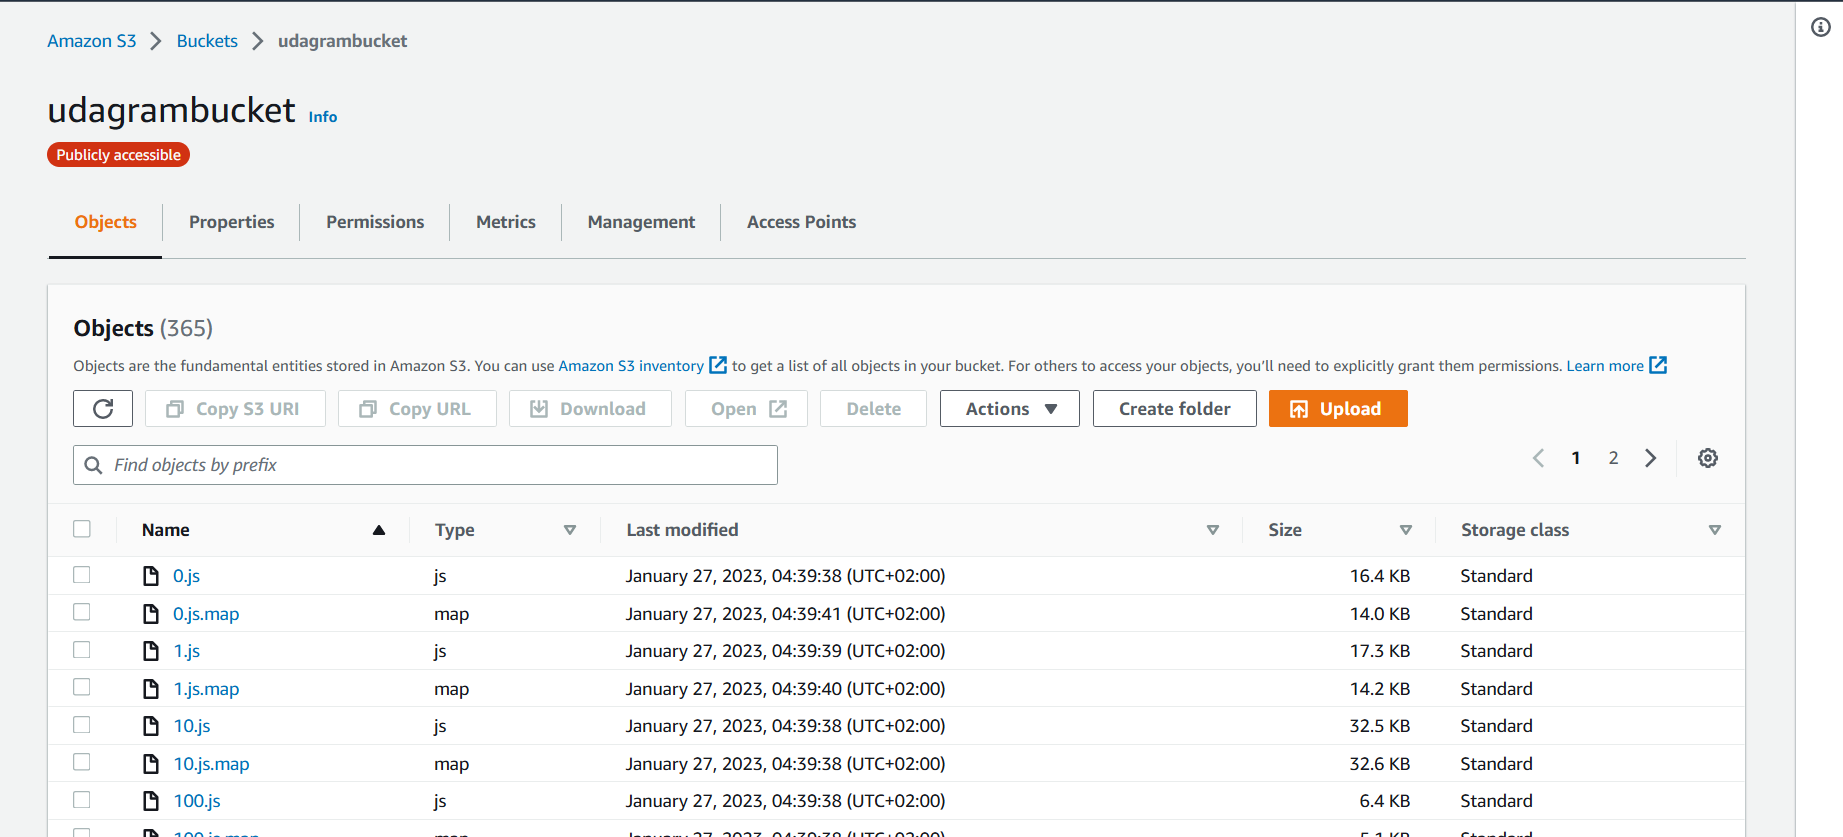 Amazon S3 > Buckets > udagrambucket
udagrambucket Info
Publicly accessible
Objects Properties Permissions Metrics Management Access Points
Objects (365)
Objects are the fundamental entities stored in Amazon S3. You can use Amazon S3 inventory to get a list of all objects in your bucket. For others to access your objects, you’ll need to explicitly grant them permissions. Learn more
Copy S3 URI Copy URL Download Open Delete Actions Create folder Upload
Find objects by prefix
1 2
Name Type Last modified Size Storage class
0.js js January 27, 2023, 04:39:38 (UTC+02:00) 16.4 KB Standard
0.js.map map January 27, 2023, 04:39:41 (UTC+02:00) 14.0 KB Standard
1.js js January 27, 2023, 04:39:39 (UTC+02:00) 17.3 KB Standard
1.js.map map January 27, 2023, 04:39:40 (UTC+02:00) 14.2 KB Standard
10.js js January 27, 2023, 04:39:38 (UTC+02:00) 32.5 KB Standard
10.js.map map January 27, 2023, 04:39:38 (UTC+02:00) 32.6 KB Standard
100.js js January 27, 2023, 04:39:38 (UTC+02:00) 6.4 KB Standard